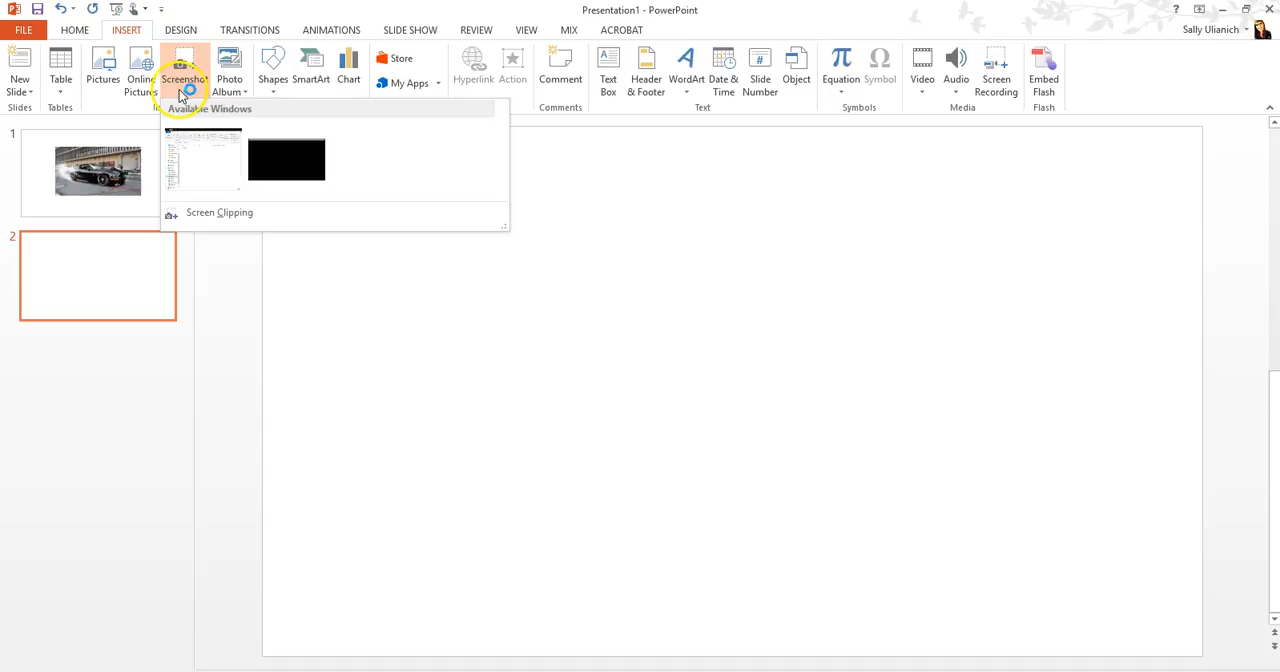 Presentation1 - PowerPoint
?
FILE
HOME
INSERT
DESIGN
TRANSITIONS
ANIMATIONS
SLIDE SHOW
REVIEW
VIEW
MIX
ACROBAT
Sally Ulianich
New
Slide
Slides
Table
Tables
Pictures
Online
Pictures
Screenshot
Photo
Album
Shapes
SmartArt
Chart
Store
My Apps
Hyperlink
Action
Comment
Comments
Text
Box
Header
& Footer
WordArt
Date &
Time
Slide
Number
Object
Text
Equation
Symbol
Symbols
Video
Audio
Screen
Recording
Media
Embed
Flash
Flash
Available Windows
Screen Clipping
1
2